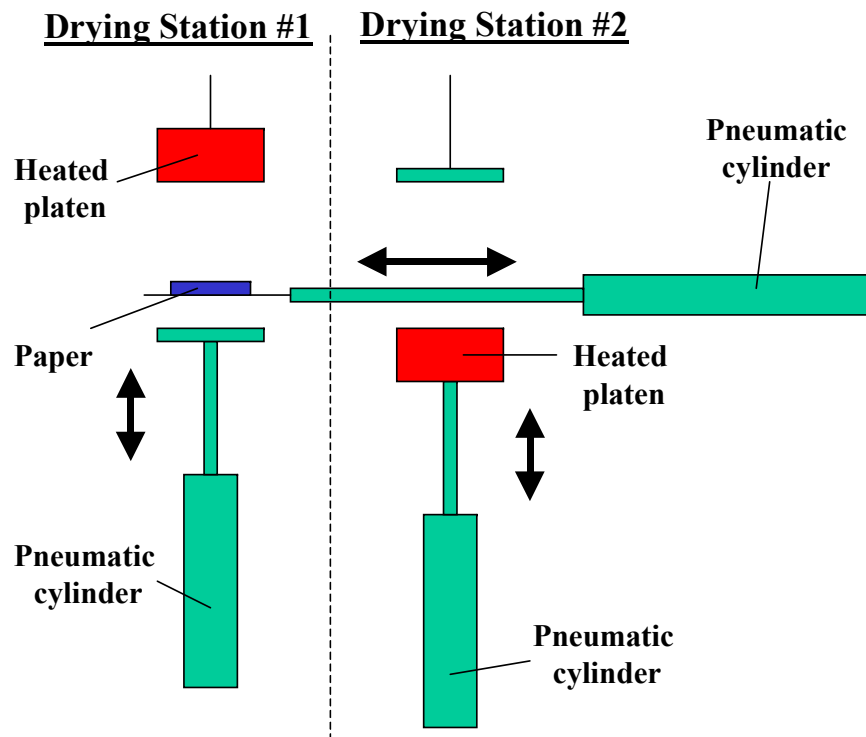 Drying Station #1
Drying Station #2
Pneumatic
cylinder
Heated
platen
Paper
Heated
platen
Pneumatic
cylinder
Pneumatic
cylinder